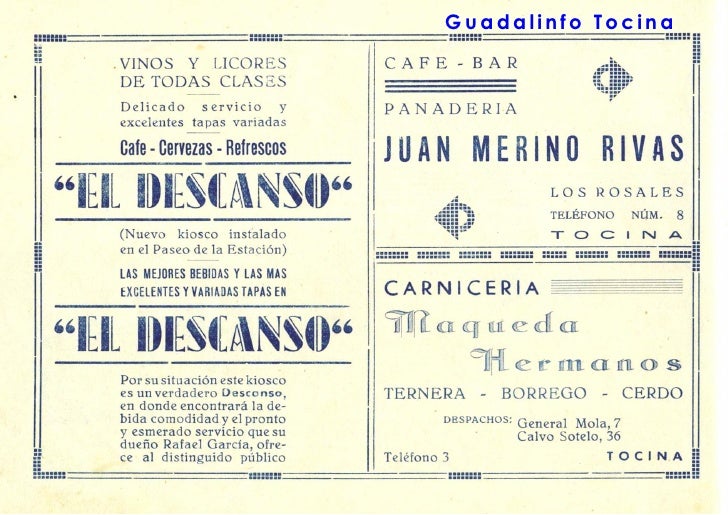 Guadalinfo Tocina
VINOS Y LICORES
DE TODAS CLASES
Delicado servicio y
excelentes tapas variadas
Cafe - Cervezas - Refrescos
“EL DESCANSO“
(Nuevo kiosco instalado
en el Paseo de la Estación)
LAS MEJORES BEBIDAS Y LAS MAS
EXCELENTES Y VARIADAS TAPAS EN
“EL DESCANSO“
Por su situación este kiosco
es un verdadero Descanso,
en donde encontrará la de-
bida comodidad y el pronto
y esmerado servicio que su
dueño Rafael García, ofre-
ce al distinguido público
CAFE - BAR
PANADERIA
JUAN MERINO RIVAS
LOS ROSALES
TELÉFONO NÚM. 8
TOCINA
CARNICERIA
Maqueda
Hermanos
TERNERA - BORREGO - CERDO
DESPACHOS: General Mola, 7
Calvo Sotelo, 36
Teléfono 3 TOCINA